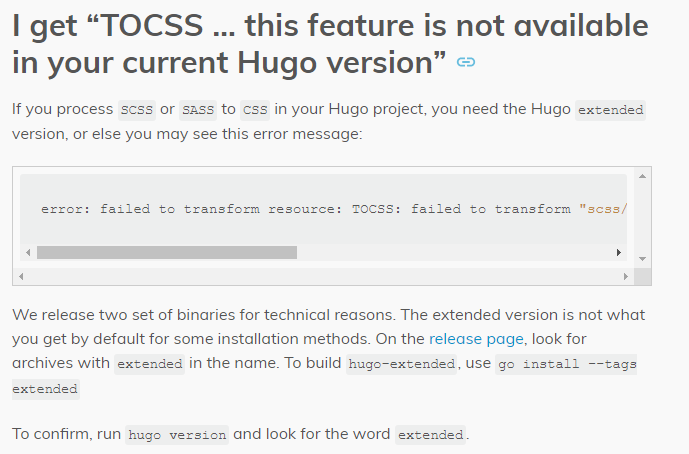 I get “TOCSS … this feature is not available
in your current Hugo version”
If you process SCSS or SASS to CSS in your Hugo project, you need the Hugo extended
version, or else you may see this error message:
error: failed to transform resource: TOCSS: failed to transform "scss/
We release two set of binaries for technical reasons. The extended version is not what
you get by default for some installation methods. On the release page, look for
archives with extended in the name. To build hugo-extended, use go install --tags
extended
To confirm, run hugo version and look for the word extended.